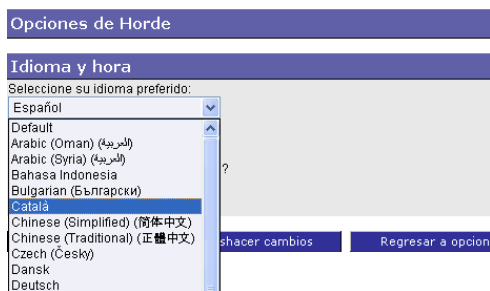 Opciones de Horde
Idioma y hora
Seleccione su idioma preferido:
Español
Default
Arabic (Oman) (العربية)
Arabic (Syria) (العربية)
?
Bahasa Indonesia
Bulgarian (Български)
Català
Chinese (Simplified) (简体中文)
Chinese (Traditional) (正體中文) shacer cambios Regresar a opcion
Czech (Česky)
Dansk
Deutsch